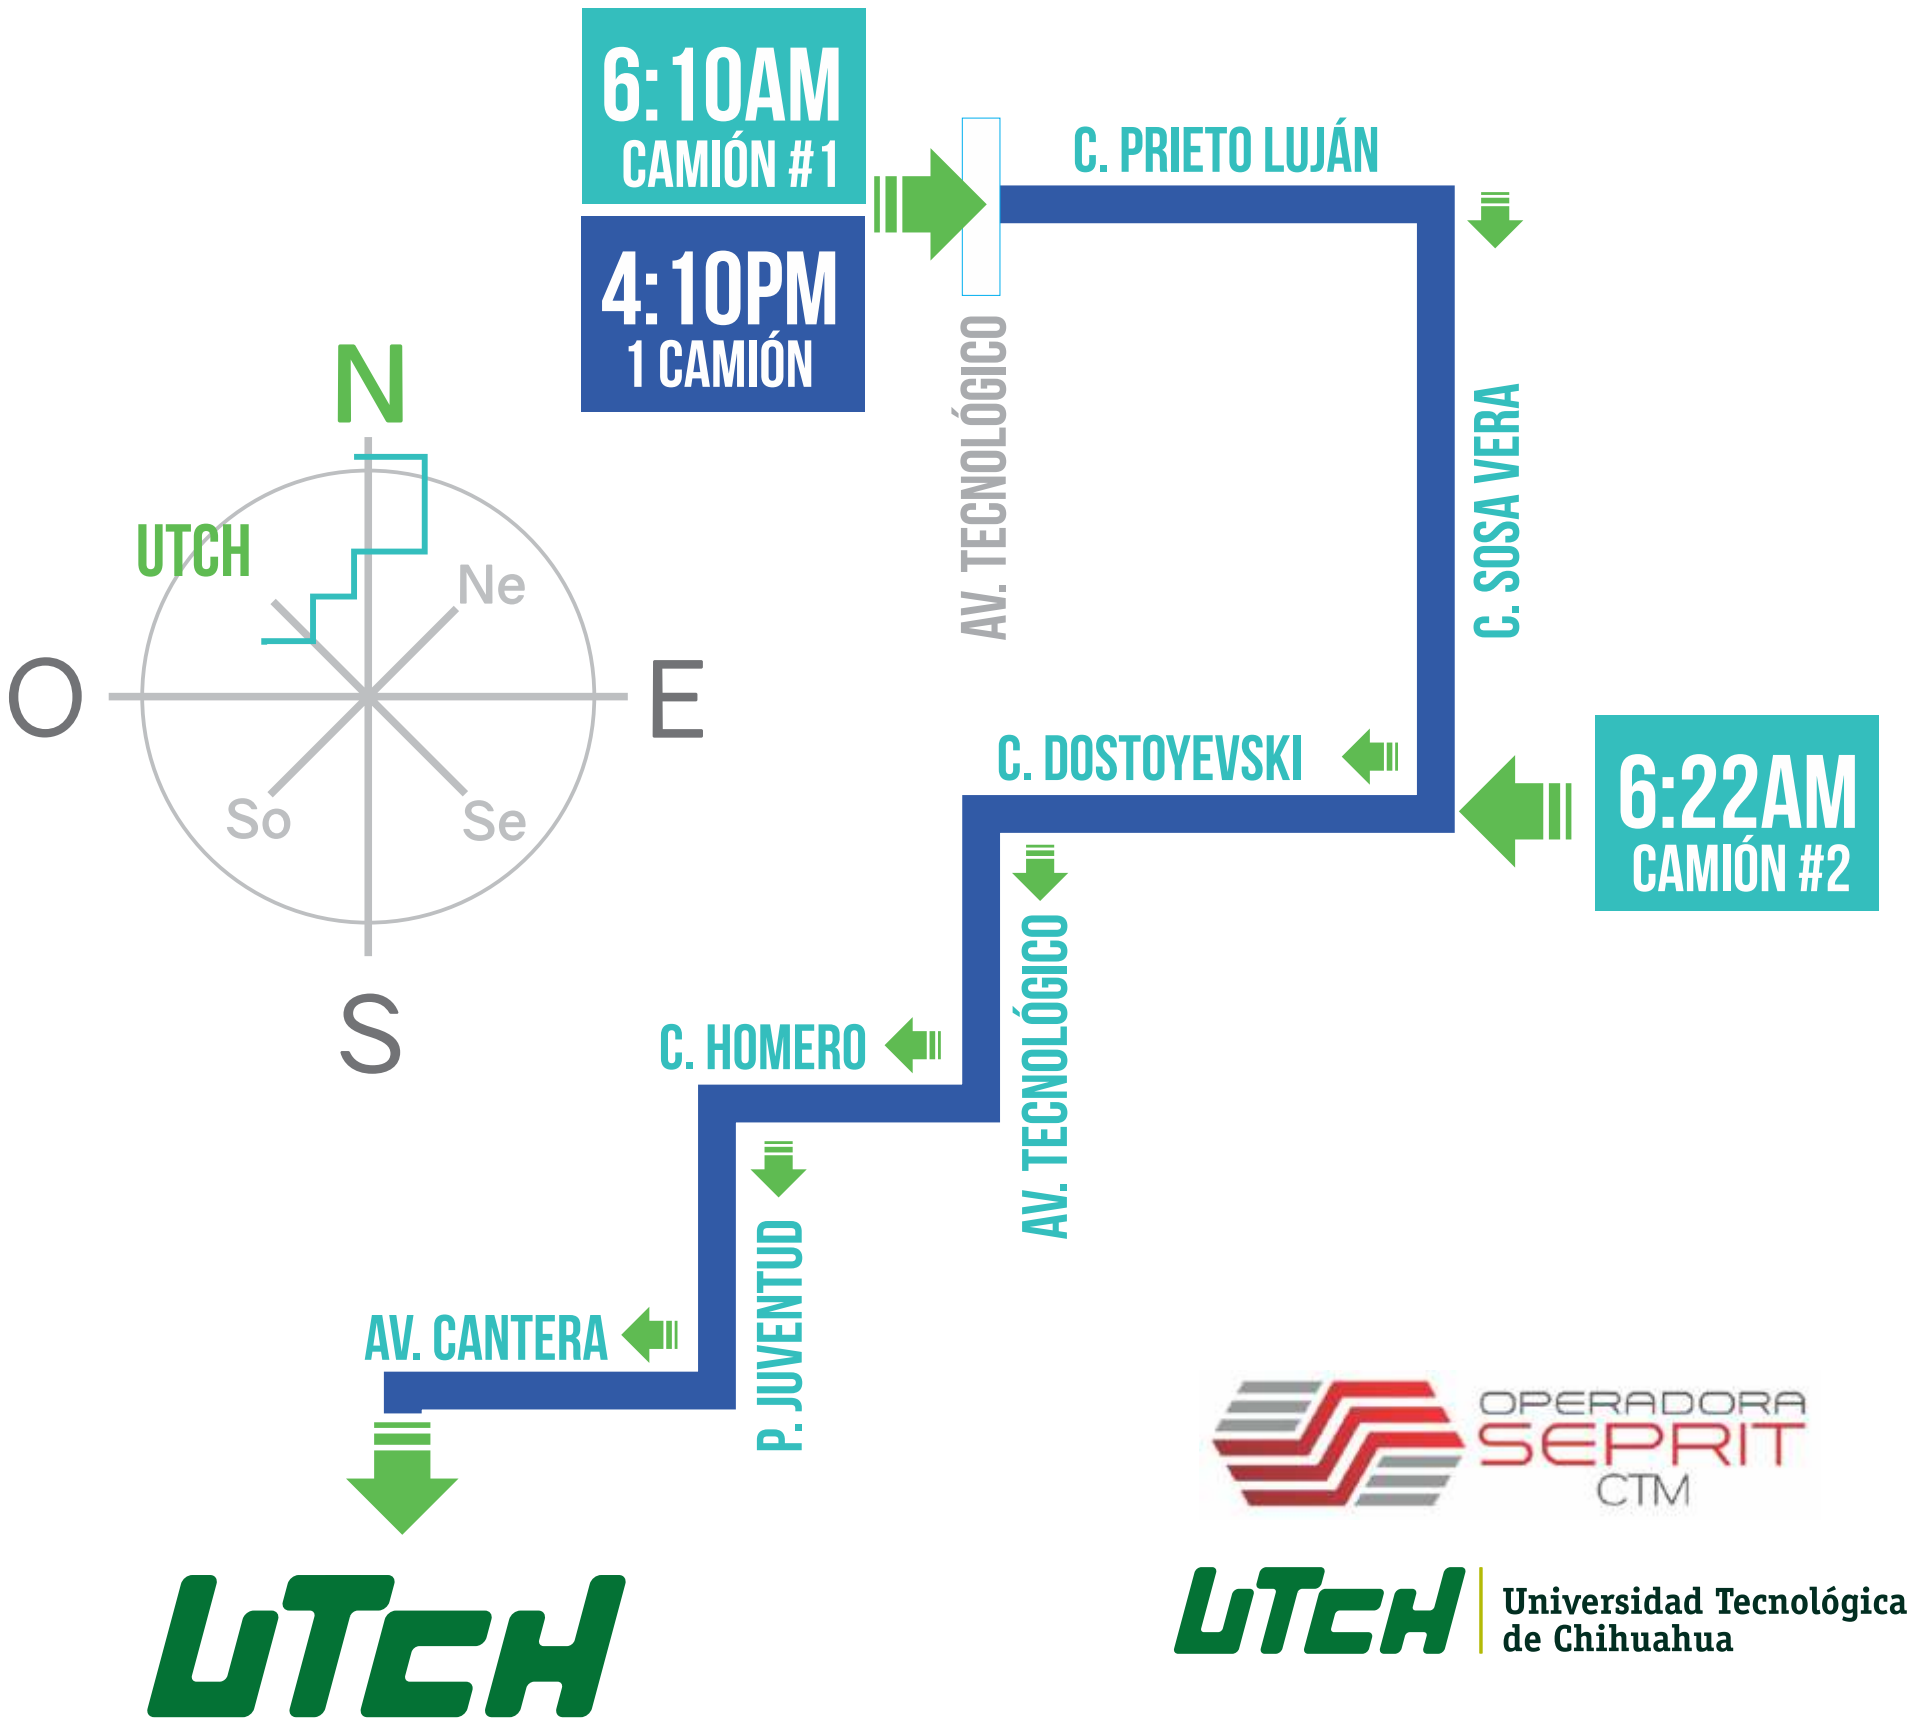 6:10AM
CAMIÓN #1
4:10PM
1 CAMIÓN
C. PRIETO LUJÁN
AV. TECNOLÓGICO
C. SOSA VERA
N
UTCH
Ne
O
E
So
Se
S
C. DOSTOYEVSKI
6:22AM
CAMIÓN #2
AV. TECNOLÓGICO
C. HOMERO
P. JUVENTUD
AV. CANTERA
OPERADORA
SEPRIT
CTM
UTCH
UTCH
Universidad Tecnológica
de Chihuahua